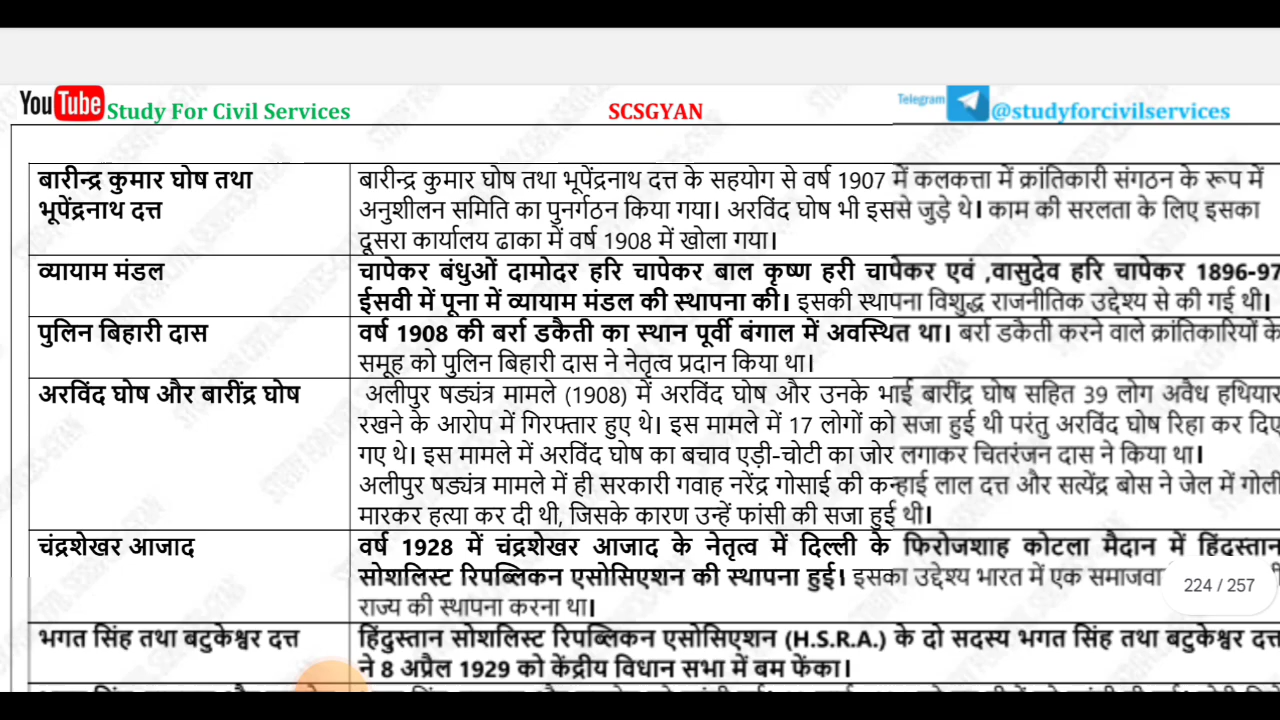 YouTube Study For Civil Services
SCSGYAN
Telegram @studyforcivilservices
बारीन्द्र कुमार घोष तथा
भूपेंद्रनाथ दत्त
बारीन्द्र कुमार घोष तथा भूपेंद्रनाथ दत्त के सहयोग से वर्ष 1907 में कलकत्ता में क्रांतिकारी संगठन के रूप में
अनुशीलन समिति का पुनर्गठन किया गया। अरविंद घोष भी इससे जुड़े थे। काम की सरलता के लिए इसका
दूसरा कार्यालय ढाका में वर्ष 1908 में खोला गया।
व्यायाम मंडल
चापेकर बंधुओं दामोदर हरि चापेकर बाल कृष्ण हरी चापेकर एवं ,वासुदेव हरि चापेकर 1896-97
ईसवी में पूना में व्यायाम मंडल की स्थापना की। इसकी स्थापना विशुद्ध राजनीतिक उद्देश्य से की गई थी।
पुलिन बिहारी दास
वर्ष 1908 की बर्रा डकैती का स्थान पूर्वी बंगाल में अवस्थित था। बर्रा डकैती करने वाले क्रांतिकारियों के
समूह को पुलिन बिहारी दास ने नेतृत्व प्रदान किया था।
अरविंद घोष और बारींद्र घोष
अलीपुर षड्यंत्र मामले (1908) में अरविंद घोष और उनके भाई बारींद्र घोष सहित 39 लोग अवैध हथियार
रखने के आरोप में गिरफ्तार हुए थे। इस मामले में 17 लोगों को सजा हुई थी परंतु अरविंद घोष रिहा कर दिए
गए थे। इस मामले में अरविंद घोष का बचाव एड़ी-चोटी का जोर लगाकर चितरंजन दास ने किया था।
अलीपुर षड्यंत्र मामले में ही सरकारी गवाह नरेंद्र गोसाई की कन्हाई लाल दत्त और सत्येंद्र बोस ने जेल में गोली
मारकर हत्या कर दी थी, जिसके कारण उन्हें फांसी की सजा हुई थी।
चंद्रशेखर आजाद
वर्ष 1928 में चंद्रशेखर आजाद के नेतृत्व में दिल्ली के फिरोजशाह कोटला मैदान में हिंदस्तान
सोशलिस्ट रिपब्लिकन एसोसिएशन की स्थापना हुई। इसका उद्देश्य भारत में एक
राज्य की स्थापना करना था।
224 / 257
भगत सिंह तथा बटुकेश्वर दत्त
हिंदुस्तान सोशलिस्ट रिपब्लिकन एसोसिएशन (H.S.R.A.) के दो सदस्य भगत सिंह तथा बटुकेश्वर दत्त
ने 8 अप्रैल 1929 को केंद्रीय विधान सभा में बम फेंका।